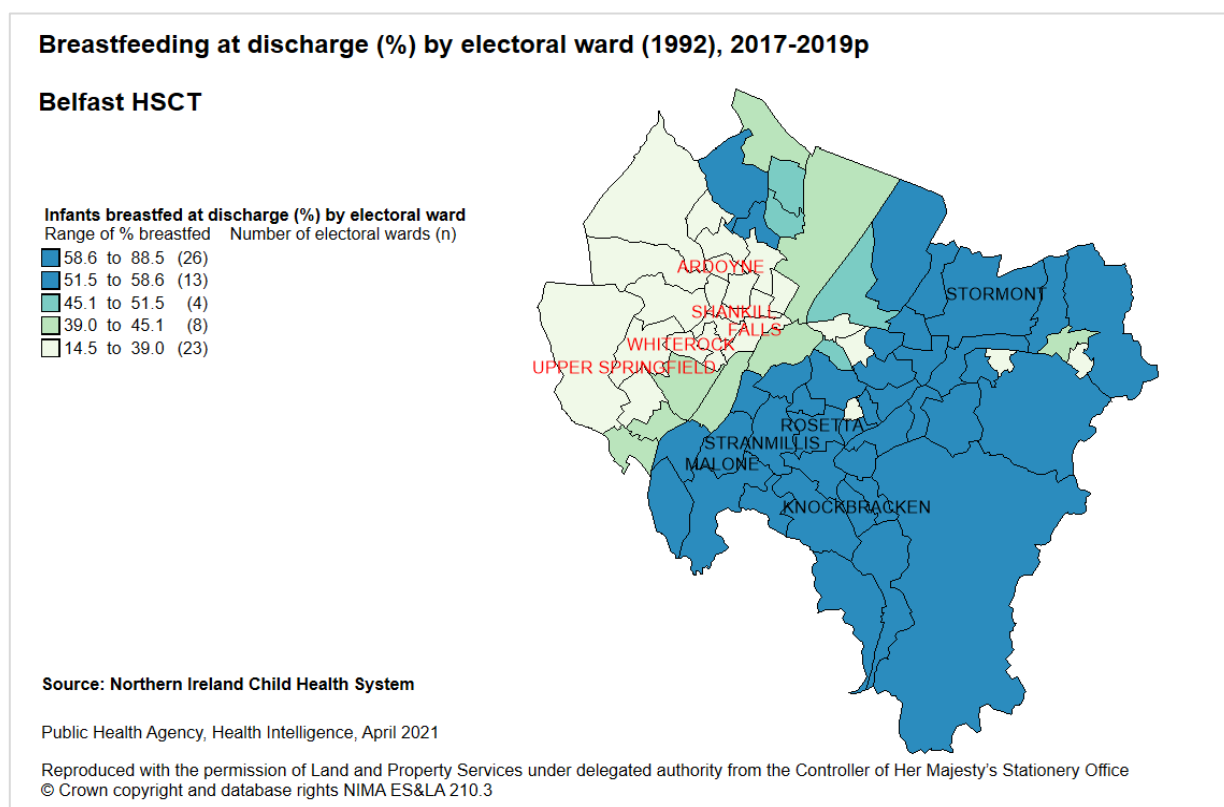 Breastfeeding at discharge (%) by electoral ward (1992), 2017-2019p
Belfast HSCT
Infants breastfed at discharge (%) by electoral ward
Range of % breastfed Number of electoral wards (n)
58.6 to 88.5 (26)
51.5 to 58.6 (13)
45.1 to 51.5 (4)
39.0 to 45.1 (8)
14.5 to 39.0 (23)
ARDOYNE
STORMONT
SHANKILL
FALLS
WHITEROCK
UPPER SPRINGFIELD
ROSETTA
STRANMILLIS
MALONE
KNOCKBRACKEN
Source: Northern Ireland Child Health System
Public Health Agency, Health Intelligence, April 2021
Reproduced with the permission of Land and Property Services under delegated authority from the Controller of Her Majesty's Stationery Office
© Crown copyright and database rights NIMA ES&LA 210.3